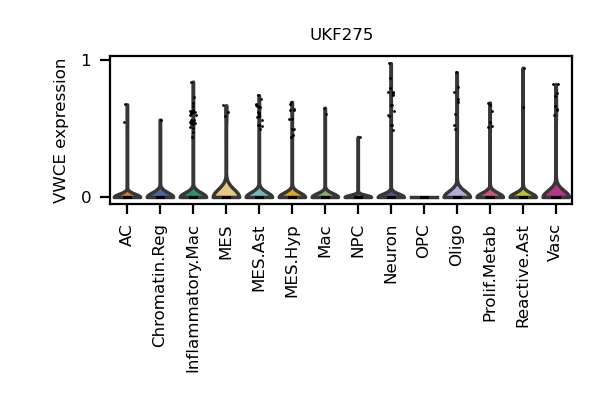 UKF275
VWCE expression
1
0
AC
Chromatin.Reg
Inflammatory.Mac
MES
MES.Ast
MES.Hyp
Mac
NPC
Neuron
OPC
Oligo
Prolif.Metab
Reactive.Ast
Vasc